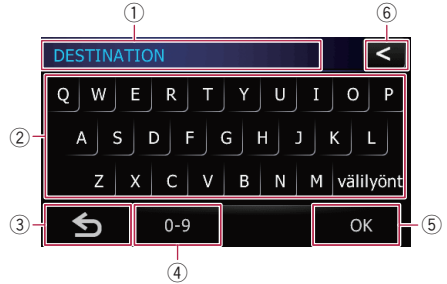 ① ⑥
DESTINATION <
Q W E R T Y U I O P
② A S D F G H J K L
Z X C V B N M välilyönt
③ 0-9 OK ⑤
④